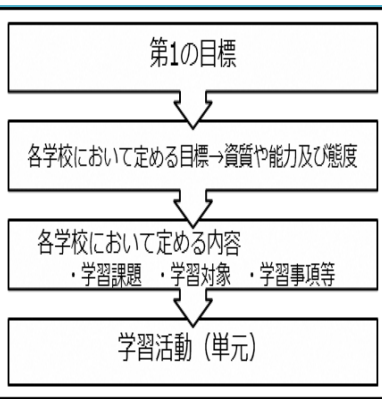 第1の目標
各学校において定める目標→資質や能力及び態度
各学校において定める内容
・学習課題　・学習対象　・学習事項等
学習活動（単元）